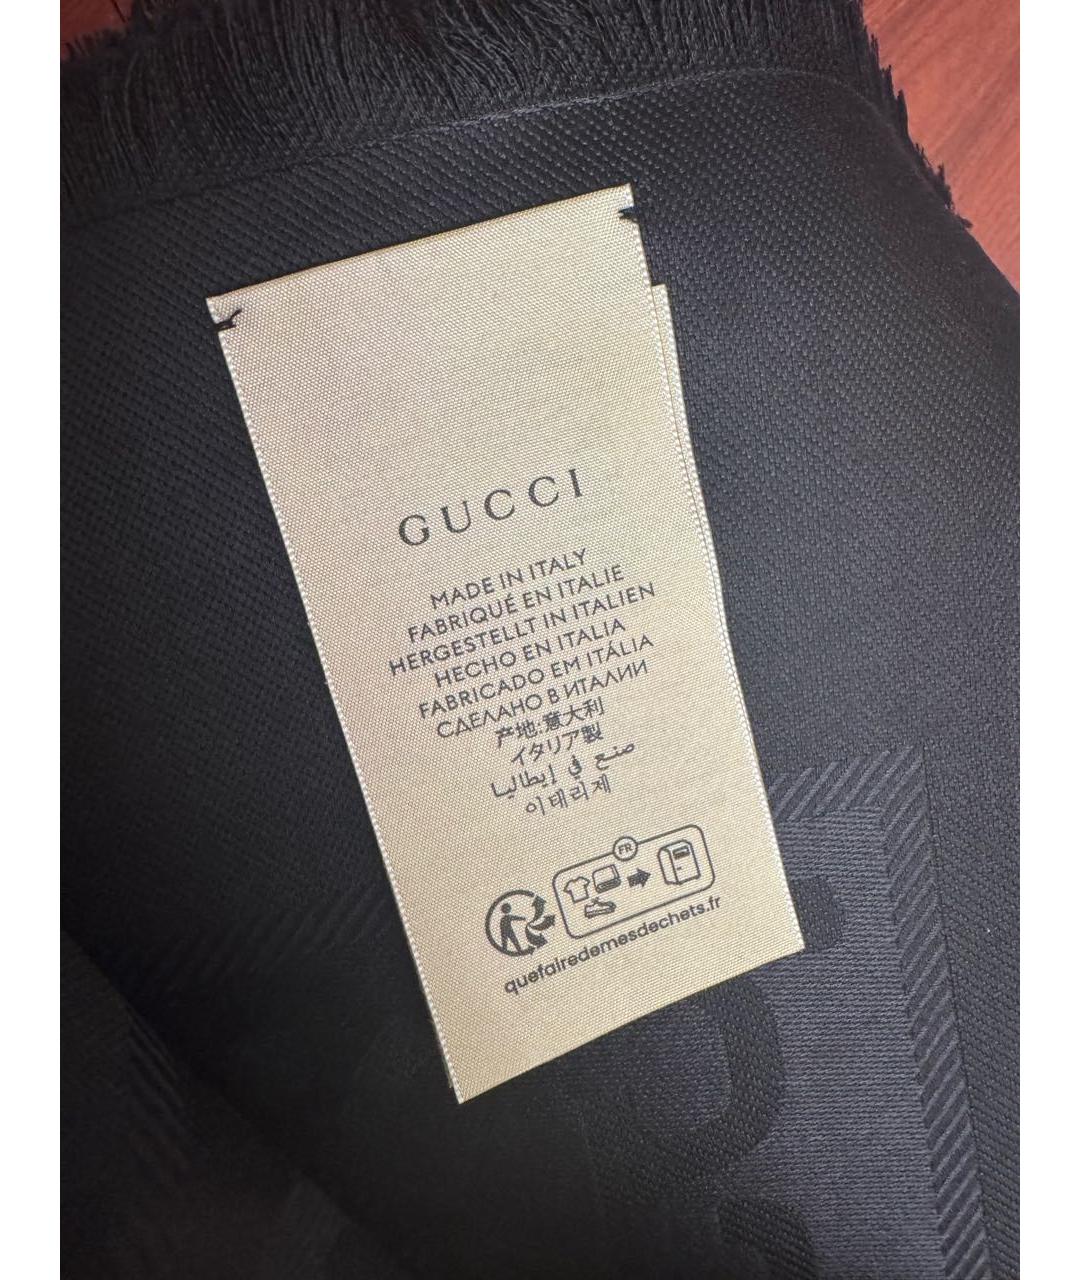 GUCCI
MADE IN ITALY
FABRIQUÉ EN ITALIE
HERGESTELLT IN ITALIEN
HECHO EN ITALIA
FABRICADO EM ITÁLIA
СДЕЛАНО В ИТАЛИИ
产地:意大利
イタリア製
صنع في إيطاليا
이태리제
FR
quefairedemesdechets.fr